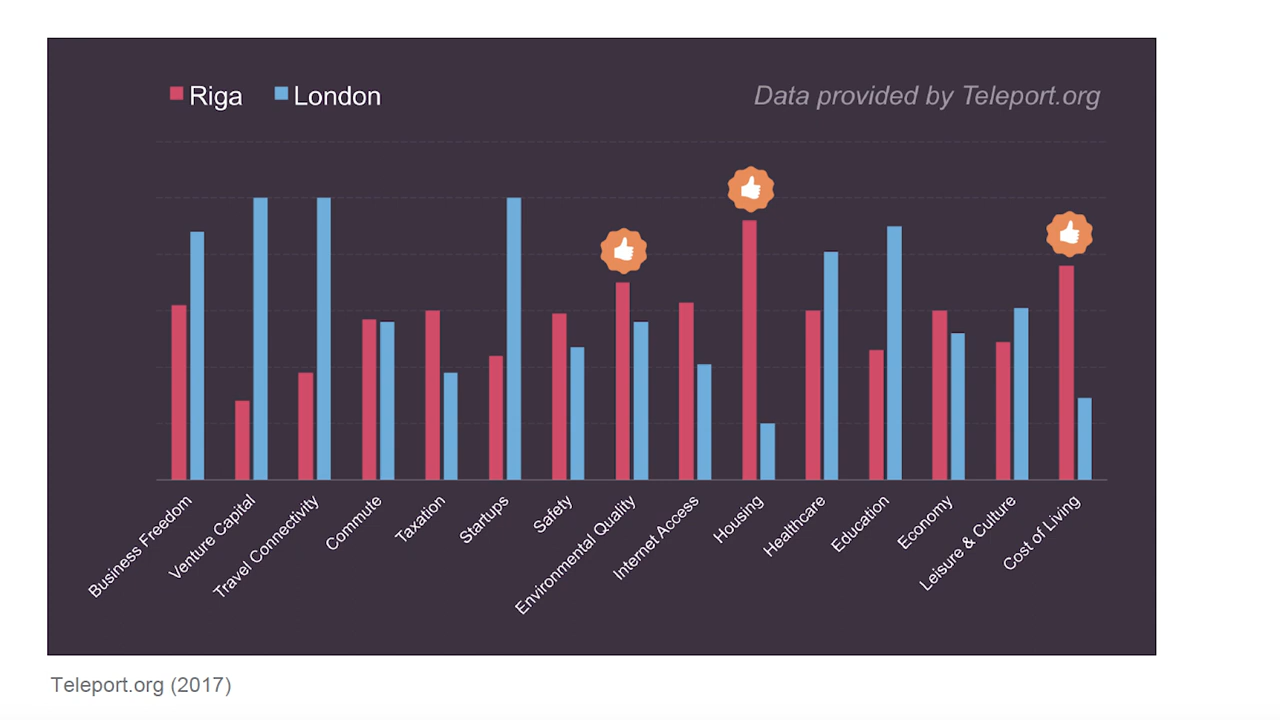 Riga London Data provided by Teleport.org
Business Freedom
Venture Capital
Travel Connectivity
Commute
Taxation
Startups
Safety
Environmental Quality
Internet Access
Housing
Healthcare
Education
Economy
Leisure & Culture
Cost of Living
Teleport.org (2017)